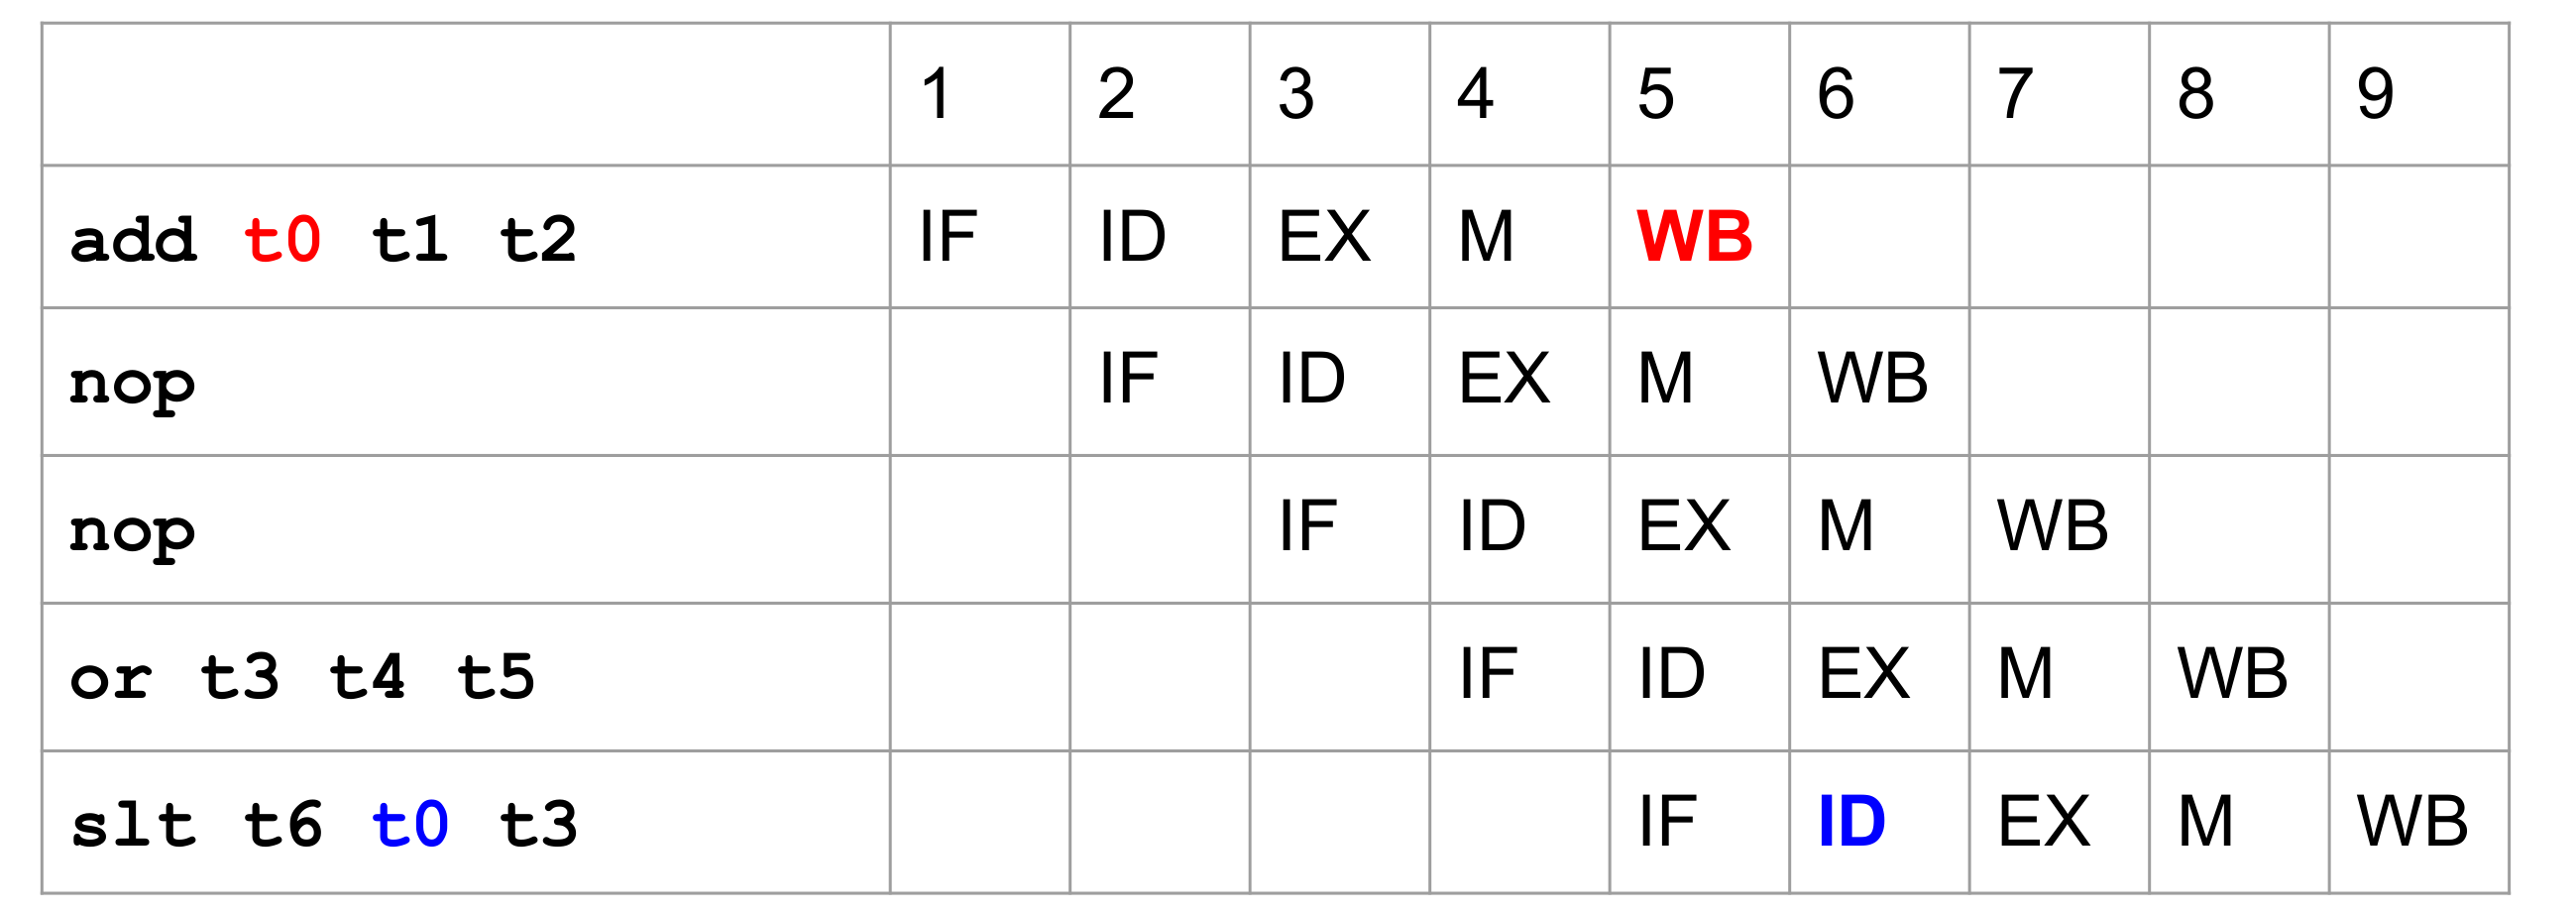 1 2 3 4 5 6 7 8 9
add t0 t1 t2 IF ID EX M WB
nop IF ID EX M WB
nop IF ID EX M WB
or t3 t4 t5 IF ID EX M WB
slt t6 t0 t3 IF ID EX M WB